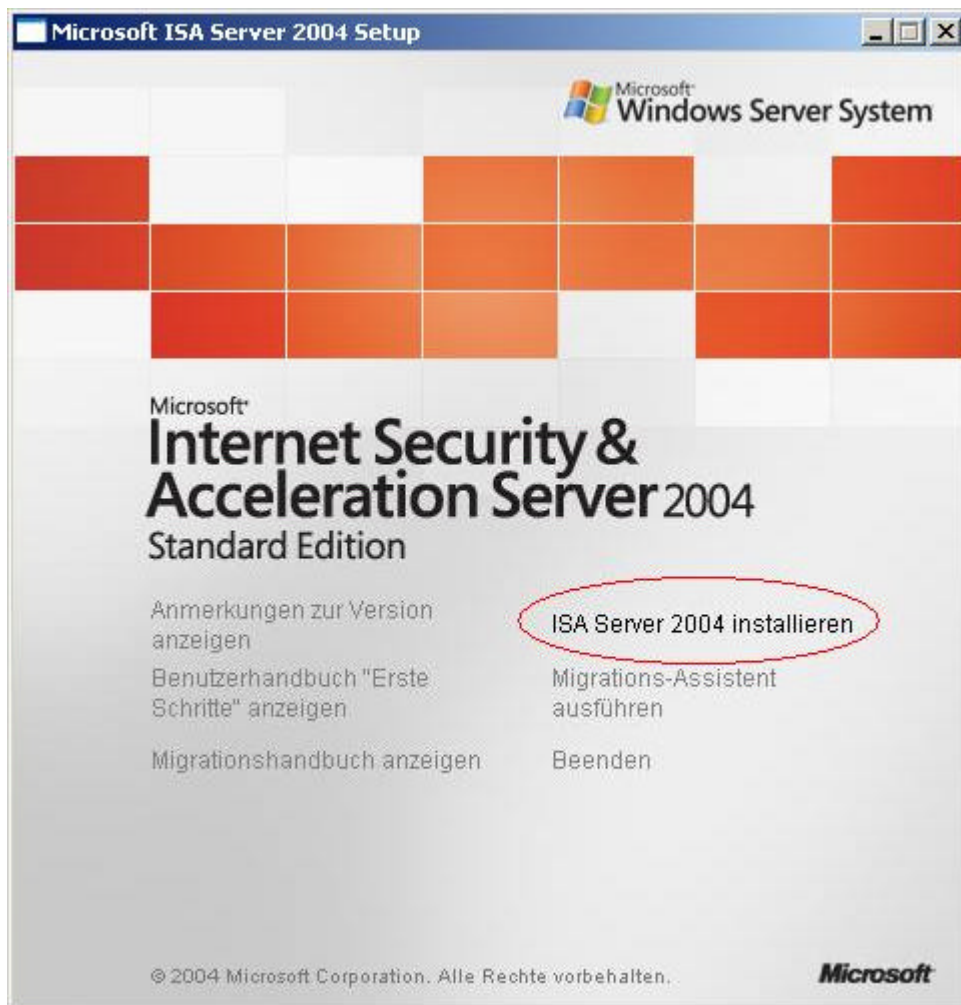 Microsoft ISA Server 2004 Setup
Microsoft
Windows Server System
Microsoft
Internet Security &
Acceleration Server 2004
Standard Edition
Anmerkungen zur Version
anzeigen
Benutzerhandbuch "Erste
Schritte" anzeigen
Migrationshandbuch anzeigen
ISA Server 2004 installieren
Migrations-Assistent
ausführen
Beenden
© 2004 Microsoft Corporation. Alle Rechte vorbehalten.
Microsoft